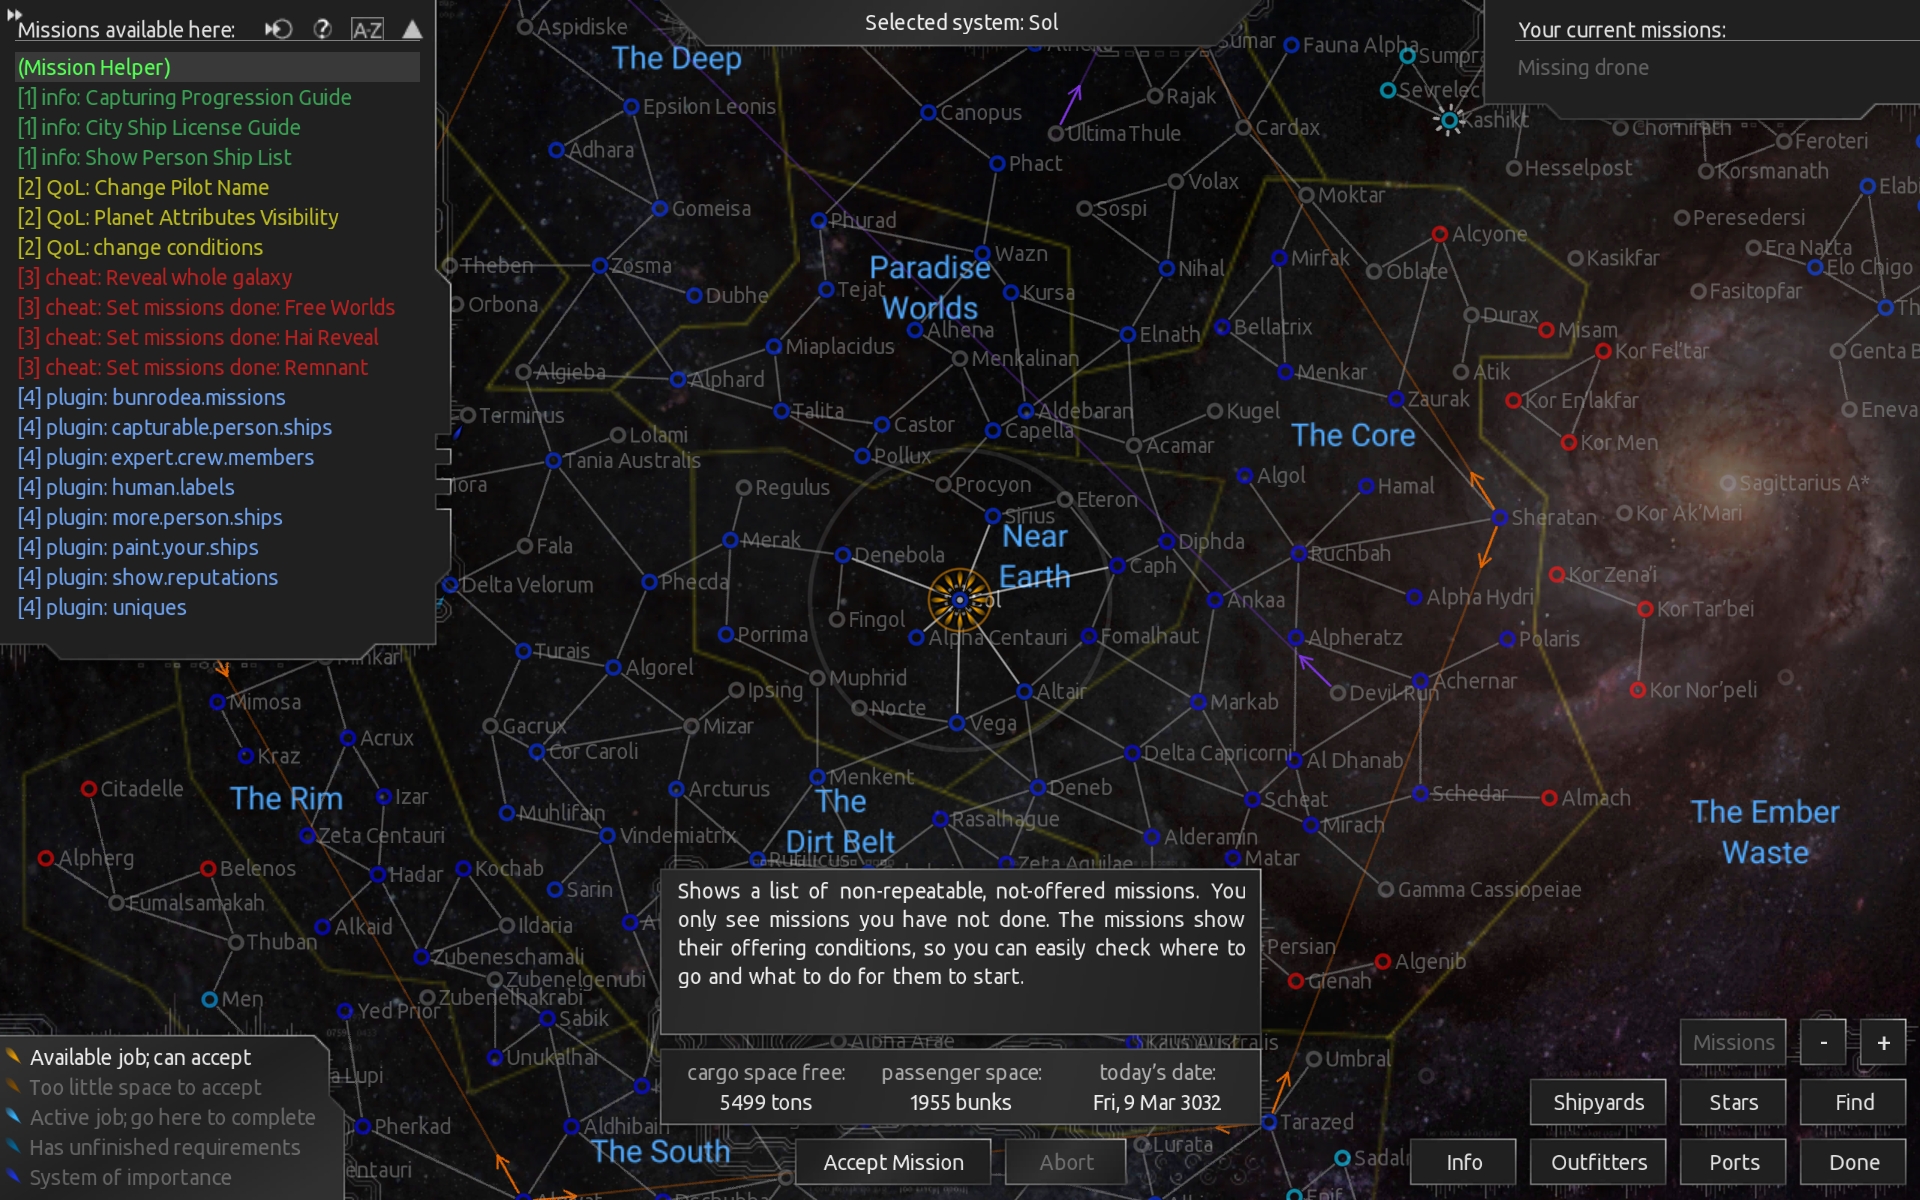 Missions available here:
A-Z
(Mission Helper)
[1] info: Capturing Progression Guide
[1] info: City Ship License Guide
[1] info: Show Person Ship List
[2] QoL: Change Pilot Name
[2] QoL: Planet Attributes Visibility
[2] QoL: change conditions
[3] cheat: Reveal whole galaxy
[3] cheat: Set missions done: Free Worlds
[3] cheat: Set missions done: Hai Reveal
[3] cheat: Set missions done: Remnant
[4] plugin: bunrodea.missions
[4] plugin: capturable.person.ships
[4] plugin: expert.crew.members
[4] plugin: human.labels
[4] plugin: more.person.ships
[4] plugin: paint.your.ships
[4] plugin: show.reputations
[4] plugin: uniques
Selected system: Sol
Your current missions:
Missing drone
Aspidiske
The Deep
Fauna Alpha
Epsilon Leonis
Canopus
Rajak
Ultima Thule
Cardax
Kashikt
Chornirath
Feroteri
Adhara
Phact
Hesselpost
Korsmanath
Volax
Moktar
Gomeisa
Phurad
Sospi
Peresedersi
Alcyone
Era Natta
Wazn
Theben
Zosma
Paradise
Worlds
Nihal
Mirfak
Oblate
Kasikfar
Elo Chigo
Orbona
Dubhe
Tejat
Kursa
Fasitopfar
Alhena
Elnath
Bellatrix
Durax
Misam
Miaplacidus
Menkalinan
Kor Fel'tar
Algieba
Alphard
Menkar
Atik
Terminus
Talita
Castor
Aldebaran
Capella
Kugel
Zaurak
Kor En'lakfar
Lolami
Pollux
Acamar
The Core
Kor Men
Tania Australis
Regulus
Procyon
Eteron
Algol
Hamal
Sagittarius A*
Sirius
Sheratan
Kor Ak'Mari
Fala
Merak
Denebola
Near
Earth
Diphda
Caph
Ruchbah
Delta Velorum
Phecda
Kor Zena'i
Ankaa
Alpha Hydri
Kor Tar'bei
Fingol
Porrima
Alpha Centauri
Fomalhaut
Alpheratz
Polaris
Turais
Algorel
Muphrid
Ipsing
Altair
Devil Run
Achernar
Kor Nor'peli
Mimosa
Nocte
Markab
Gacrux
Mizar
Vega
Acrux
Kraz
Cor Caroli
Delta Capricorni
Al Dhanab
Citadelle
The Rim
Izar
Arcturus
Menkent
The
Dirt Belt
Deneb
Scheat
Schedar
Almach
The Ember
Waste
Muhlifain
Rasalhague
Zeta Centauri
Vindemiatrix
Alderamin
Mirach
Alpherg
Belenos
Hadar
Kochab
Rutilicus
Zeta Aquilae
Matar
Sarin
Gamma Cassiopeiae
Fumalsamakah
Alkaid
Ildaria
Thuban
Zubeneschamali
Persian
Algenib
Zubenelgenubi
Gienah
Men
Zubenelhakrabi
Yed Prior
Sabik
Shows a list of non-repeatable, not-offered missions. You
only see missions you have not done. The missions show
their offering conditions, so you can easily check where to
go and what to do for them to start.
Alpha Arae
Kaus Australis
Unukalhai
Umbral
Pherkad
Aldhibain
Tarazed
The South
Lurata
cargo space free:
5499 tons
passenger space:
1955 bunks
today's date:
Fri, 9 Mar 3032
Available job; can accept
Too little space to accept
Active job; go here to complete
Has unfinished requirements
System of importance
Accept Mission
Abort
Missions
-
+
Shipyards
Stars
Find
Info
Outfitters
Ports
Done